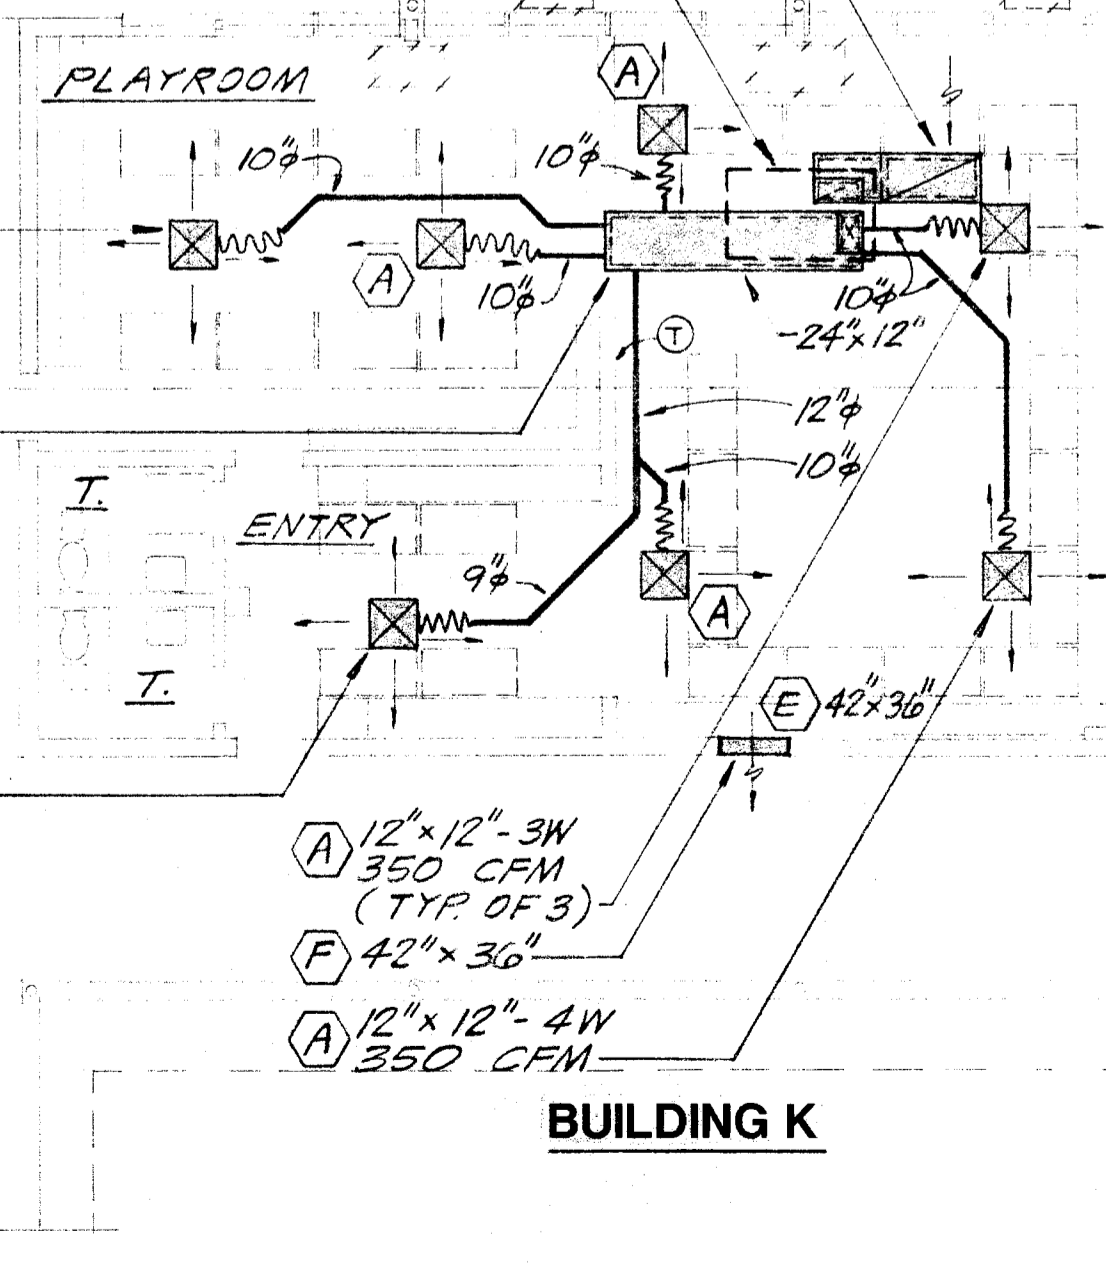 PLAYROOM
A
10"ϕ
10"ϕ
A
10"ϕ
10"ϕ
-24"x12"
T
12"ϕ
10"ϕ
T.
ENTRY
9"ϕ
A
T.
E 42"x36"
A 12"x12"-3W
350 CFM
(TYP. OF 3)
F 42"x36"
A 12"x12"-4W
350 CFM
BUILDING K